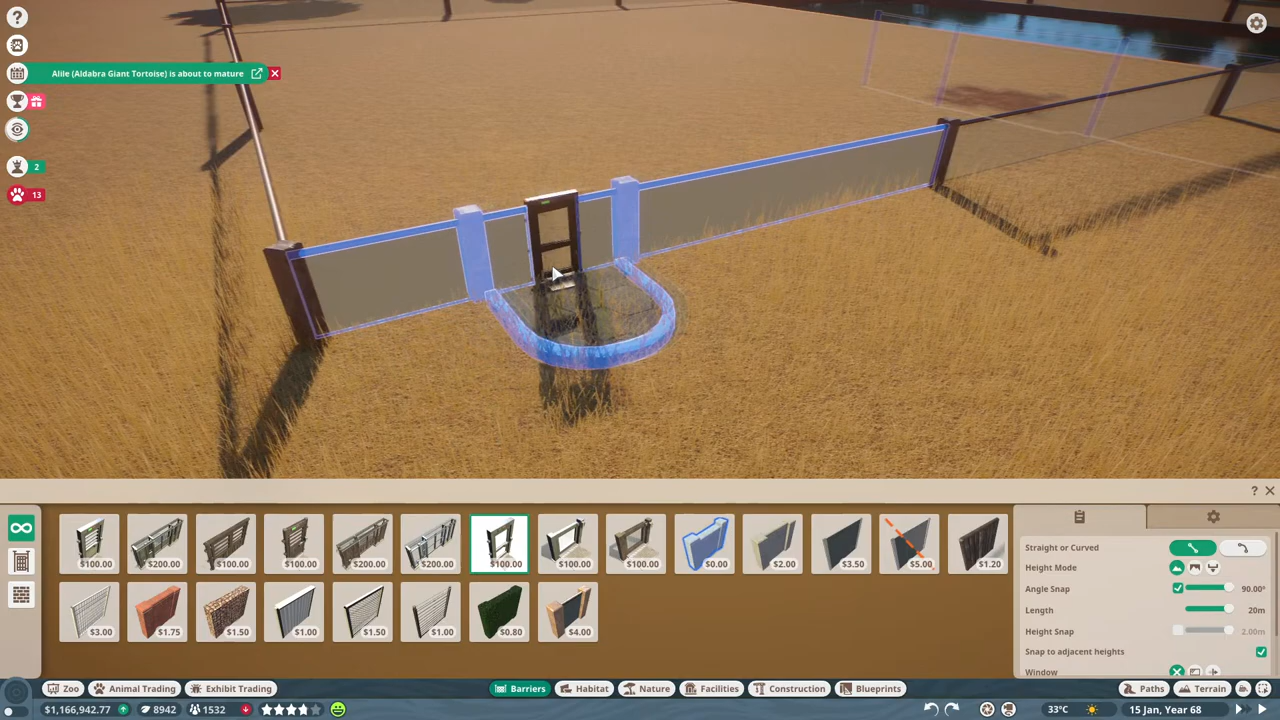 ?
Alile (Aldabra Giant Tortoise) is about to mature
2
13
? X
$100.00 $200.00 $100.00 $100.00 $200.00 $200.00 $100.00 $100.00 $100.00 $0.00 $2.00 $3.50 $5.00 $1.20
$3.00 $1.75 $1.50 $1.00 $1.50 $1.00 $0.80 $4.00
Straight or Curved
Height Mode
Angle Snap 90.00°
Length 20m
Height Snap 2.00m
Snap to adjacent heights
Window
Zoo Animal Trading Exhibit Trading Barriers Habitat Nature Facilities Construction Blueprints Paths Terrain
$1,166,942.77 8942 1532 33°C 15 Jan, Year 68